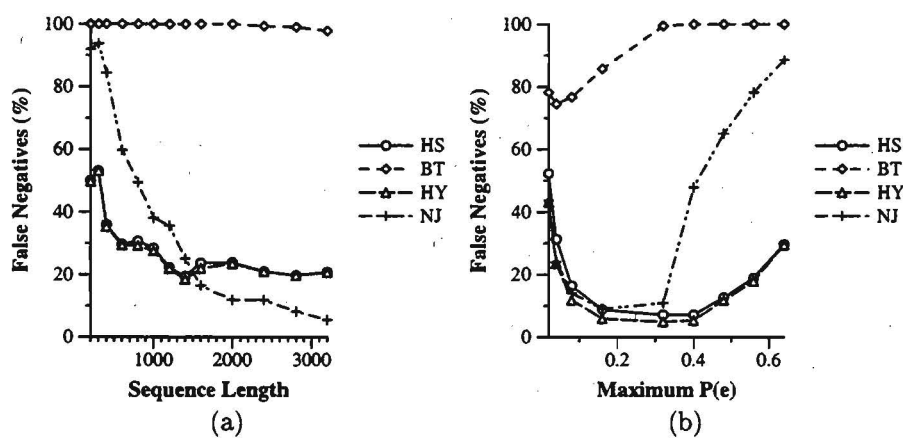 False Negatives (%)
100
80
60
40
20
0
1000
2000
3000
Sequence Length
HS
BT
HY
NJ
(a)
False Negatives (%)
100
80
60
40
20
0
0.2
0.4
0.6
Maximum P(e)
HS
BT
HY
NJ
(b)